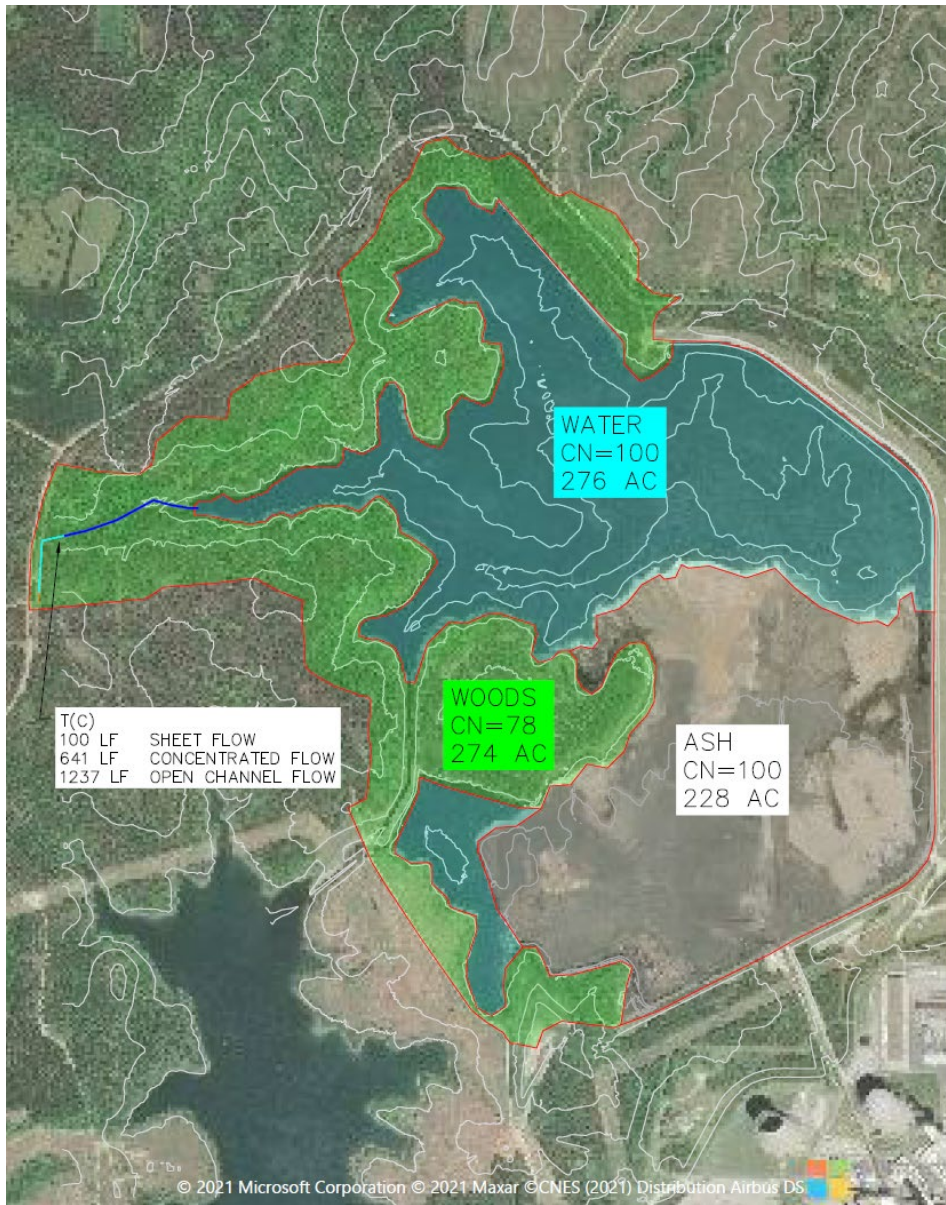 WATER
CN=100
276 AC
WOODS
CN=78
274 AC
T(C)
100 LF SHEET FLOW
641 LF CONCENTRATED FLOW
1237 LF OPEN CHANNEL FLOW
ASH
CN=100
228 AC
© 2021 Microsoft Corporation © 2021 Maxar ©CNES (2021) Distribution Airbus DS